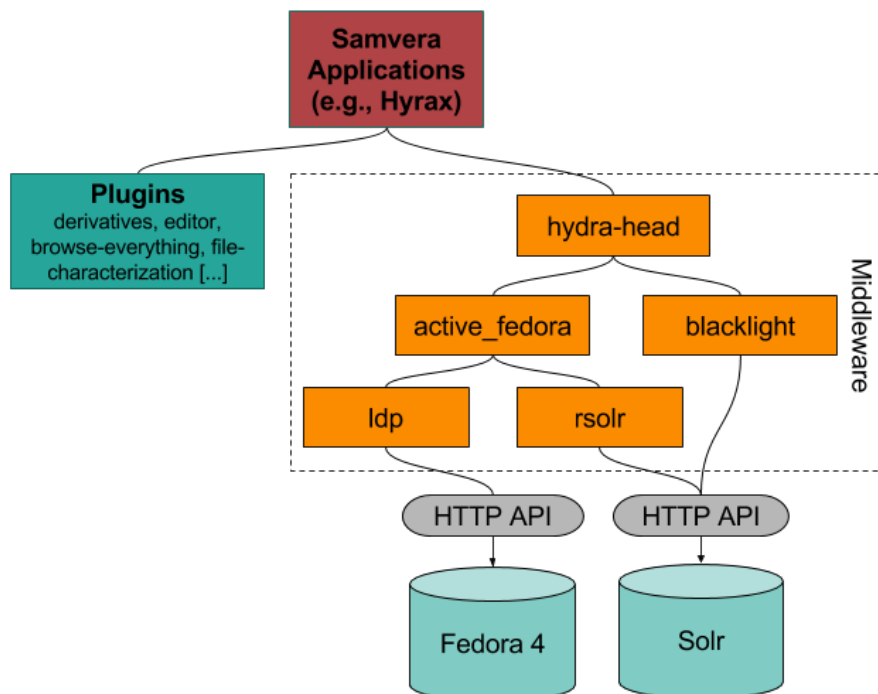 Samvera
Applications
(e.g., Hyrax)
Plugins
derivatives, editor,
browse-everything, file-
characterization [...]
hydra-head
Middleware
active_fedora
blacklight
ldp
rsolr
HTTP API
HTTP API
Fedora 4
Solr